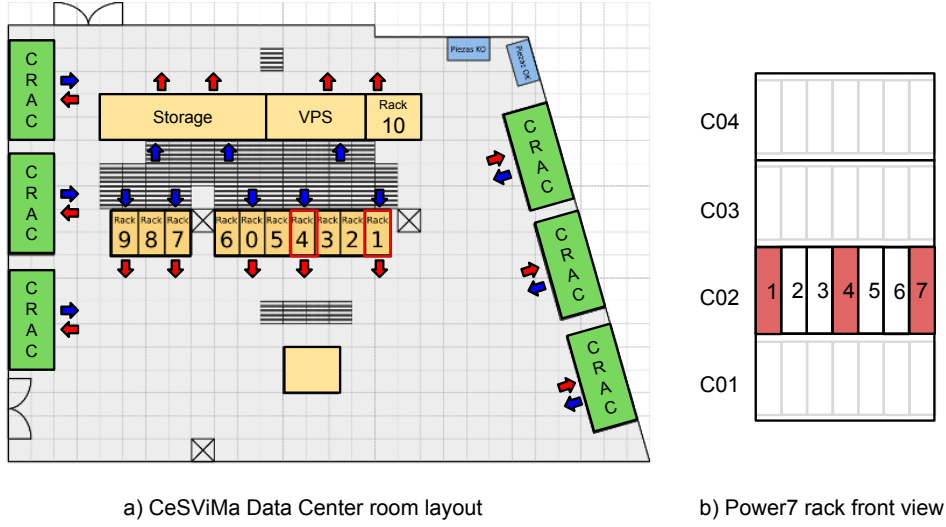 Piezas KO
Piezas OK
C
R
A
C
C
R
A
C
Storage
VPS
Rack
10
C
R
A
C
C
R
A
C
Rack Rack Rack Rack Rack Rack Rack Rack Rack Rack
9 8 7 6 0 5 4 3 2 1
C
R
A
C
C
R
A
C
a) CeSViMa Data Center room layout
C04
C03
C02 1 2 3 4 5 6 7
C01
b) Power7 rack front view